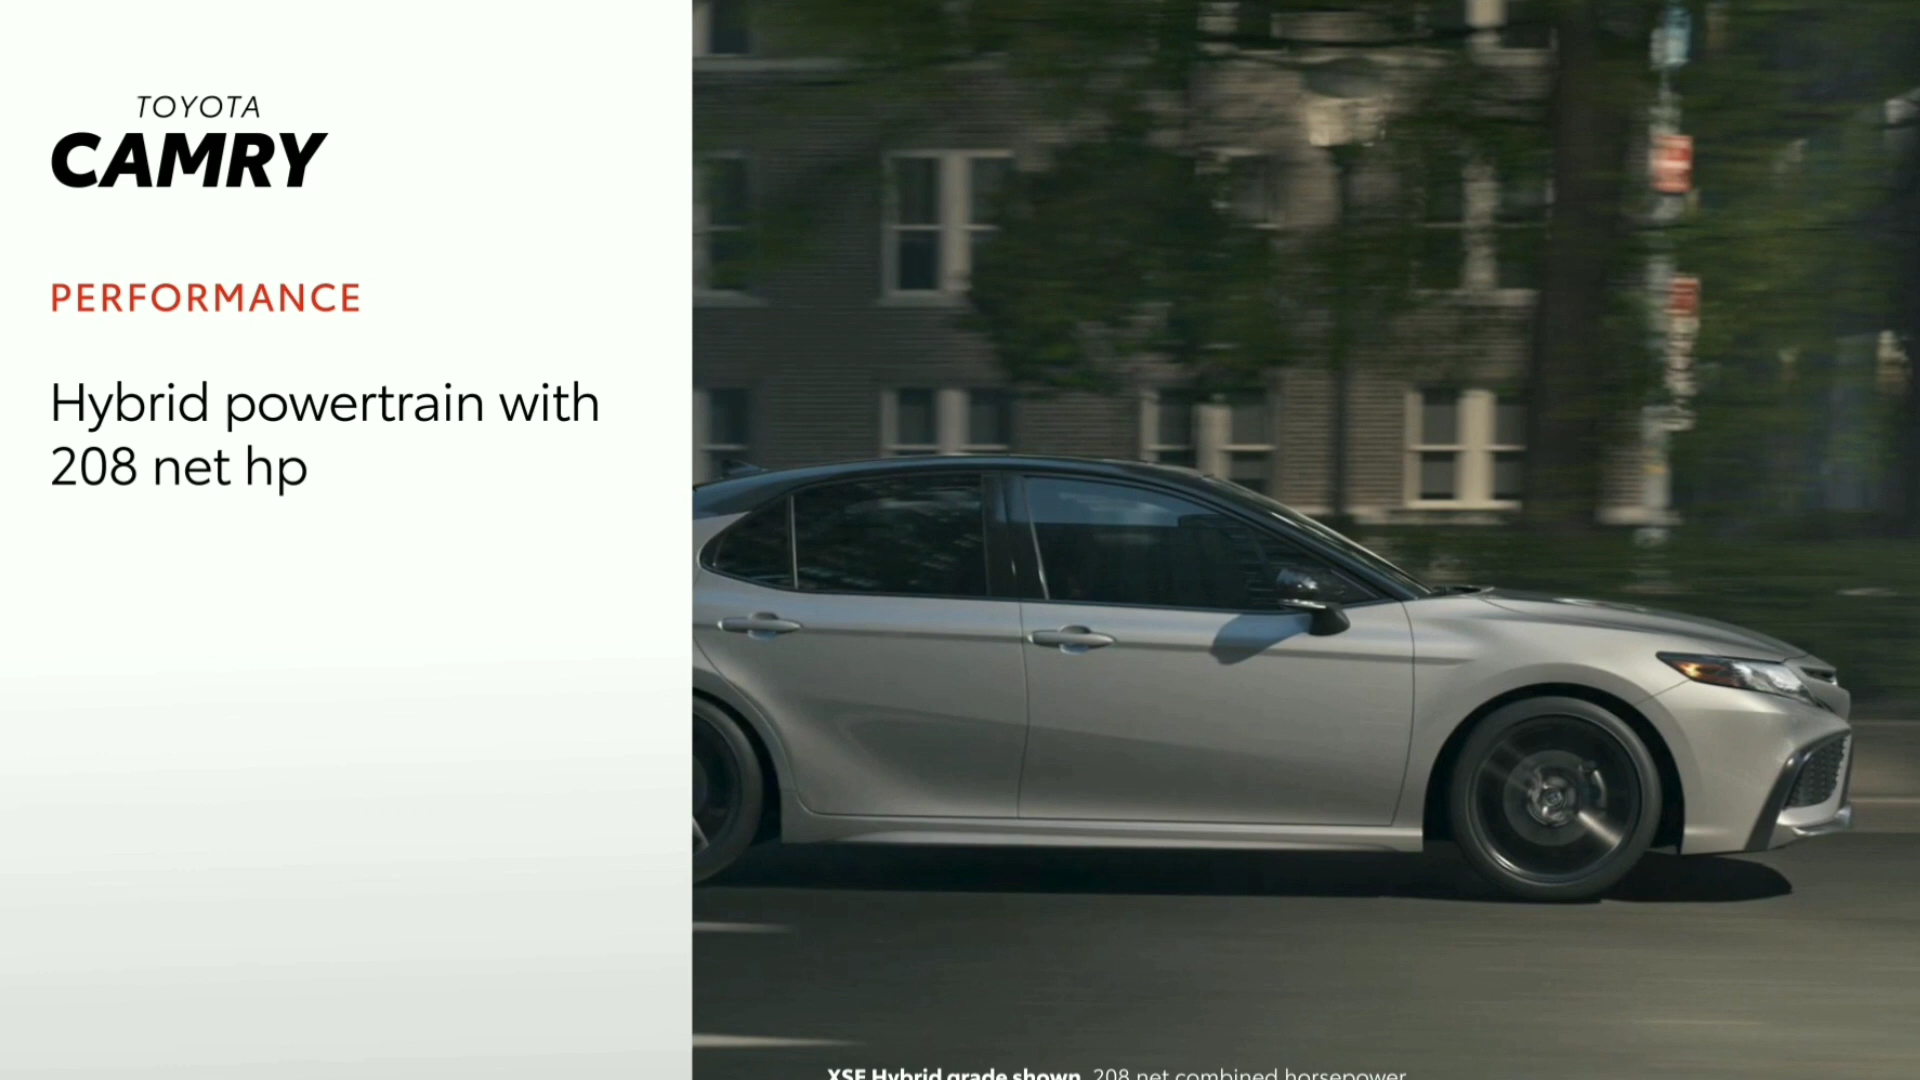 TOYOTA
CAMRY
PERFORMANCE
Hybrid powertrain with
208 net hp
XSE Hybrid grade shown. 208 net combined horsepower.